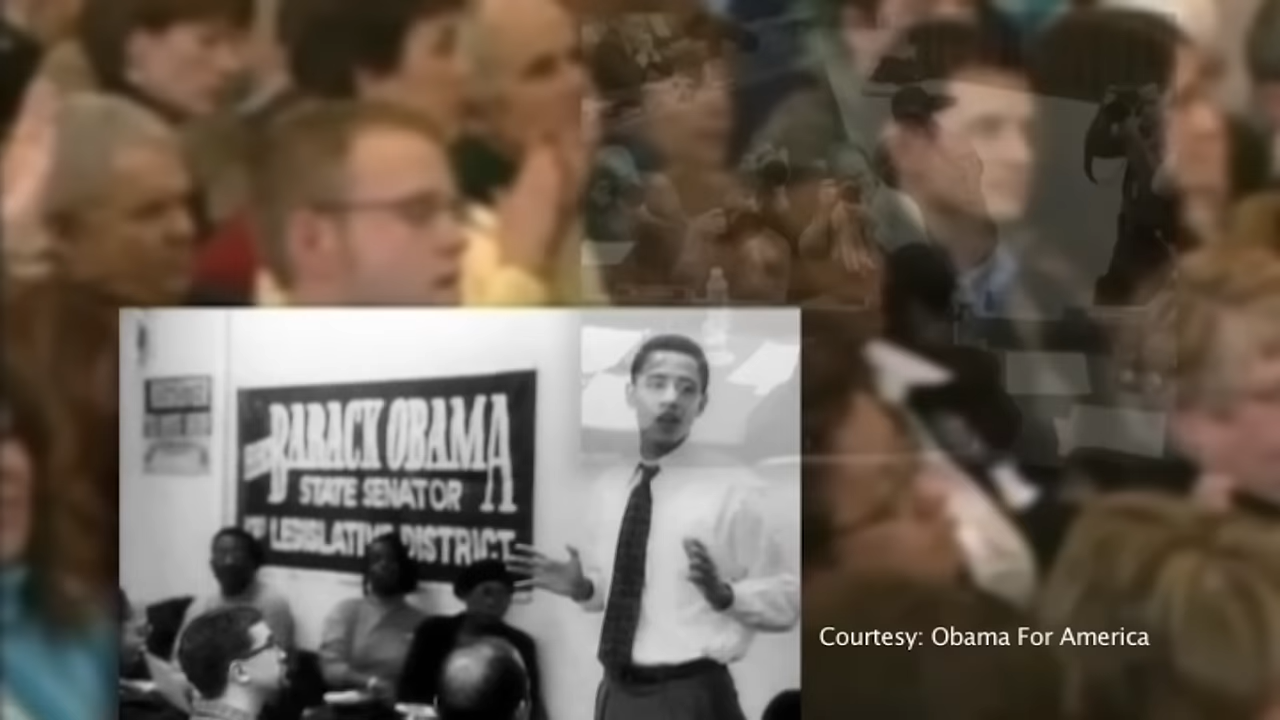 BARACK OBAMA
STATE SENATOR
LEGISLATIVE DISTRICT
Courtesy: Obama For America